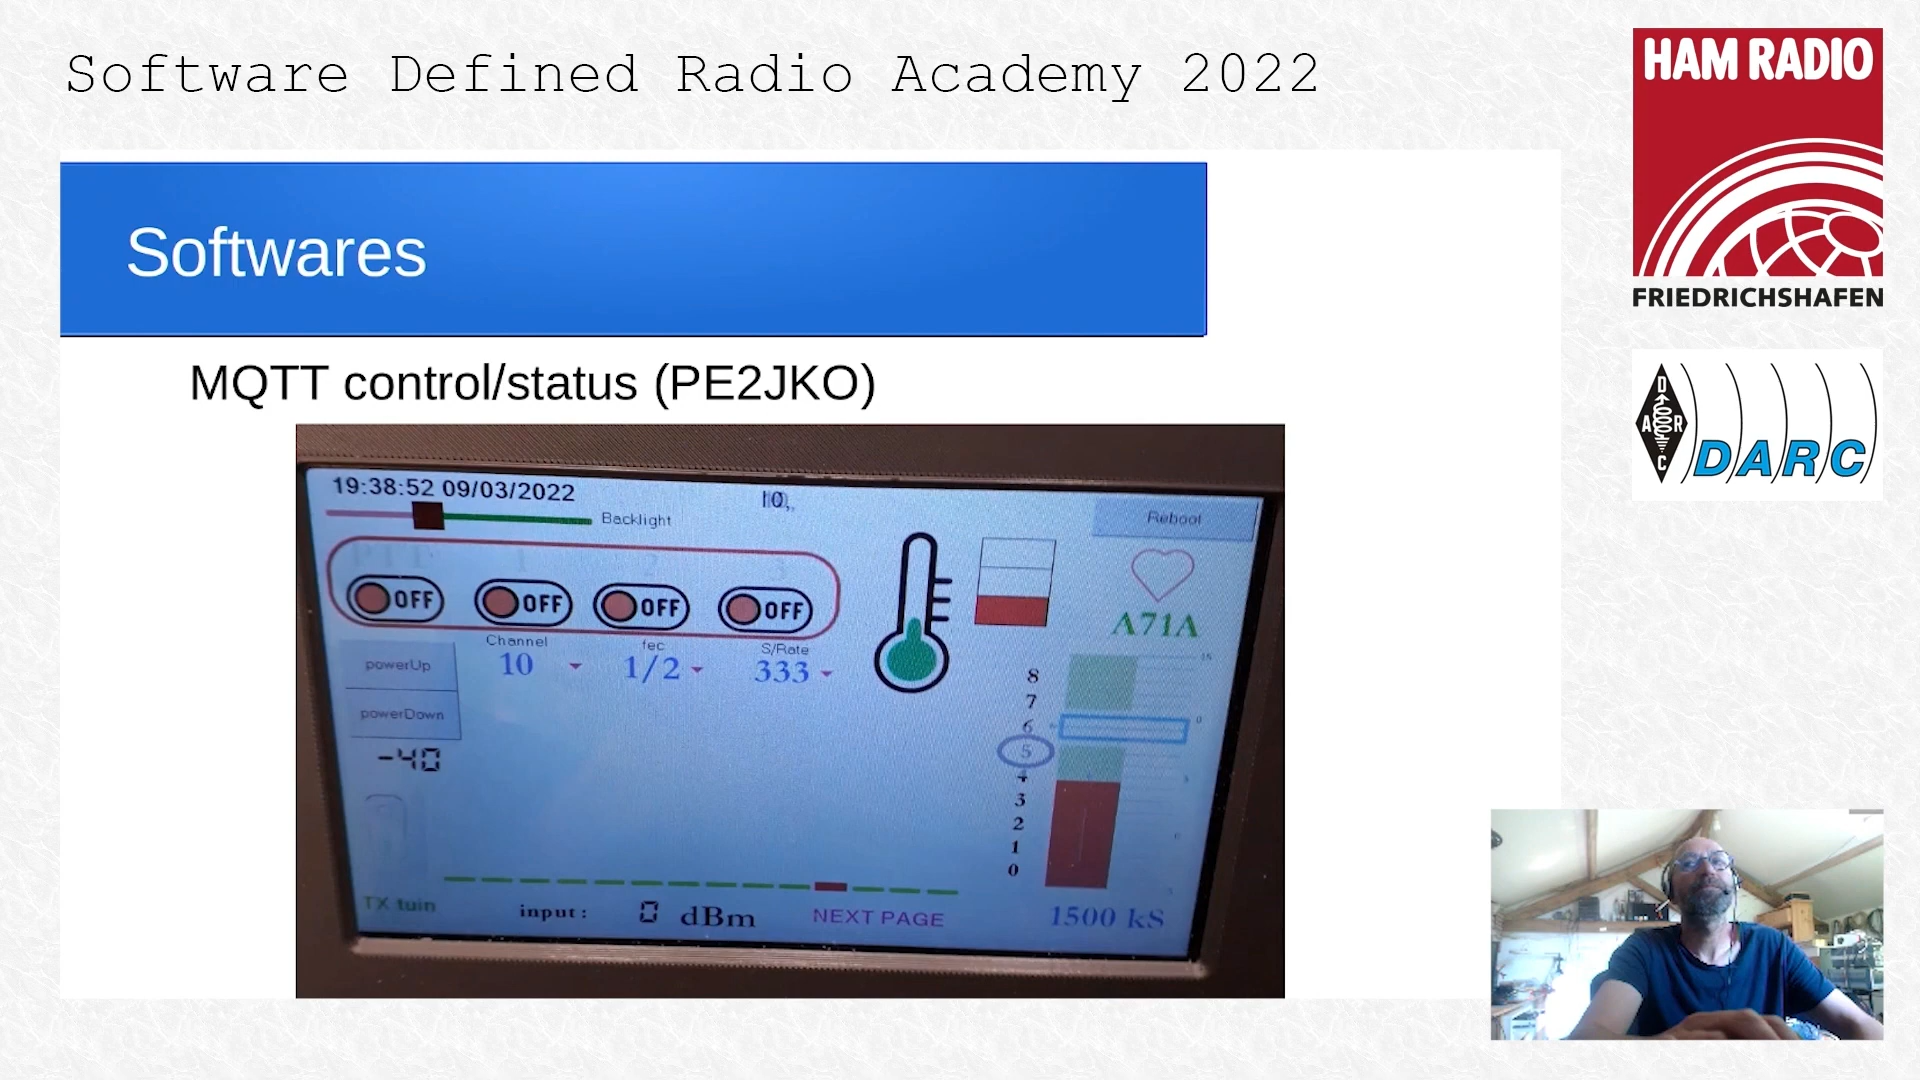 Software Defined Radio Academy 2022
HAM RADIO
FRIEDRICHSHAFEN
DARC
D
A R
C
Softwares
MQTT control/status (PE2JKO)
19:38:52 09/03/2022
Backlight
Reboot
OFF OFF OFF OFF
A71A
Channel fec S/Rate
10 1/2 333
powerUp
powerDown
-40
8
7
6
5
4
3
2
1
0
input: 0 dBm NEXT PAGE 1500 kS